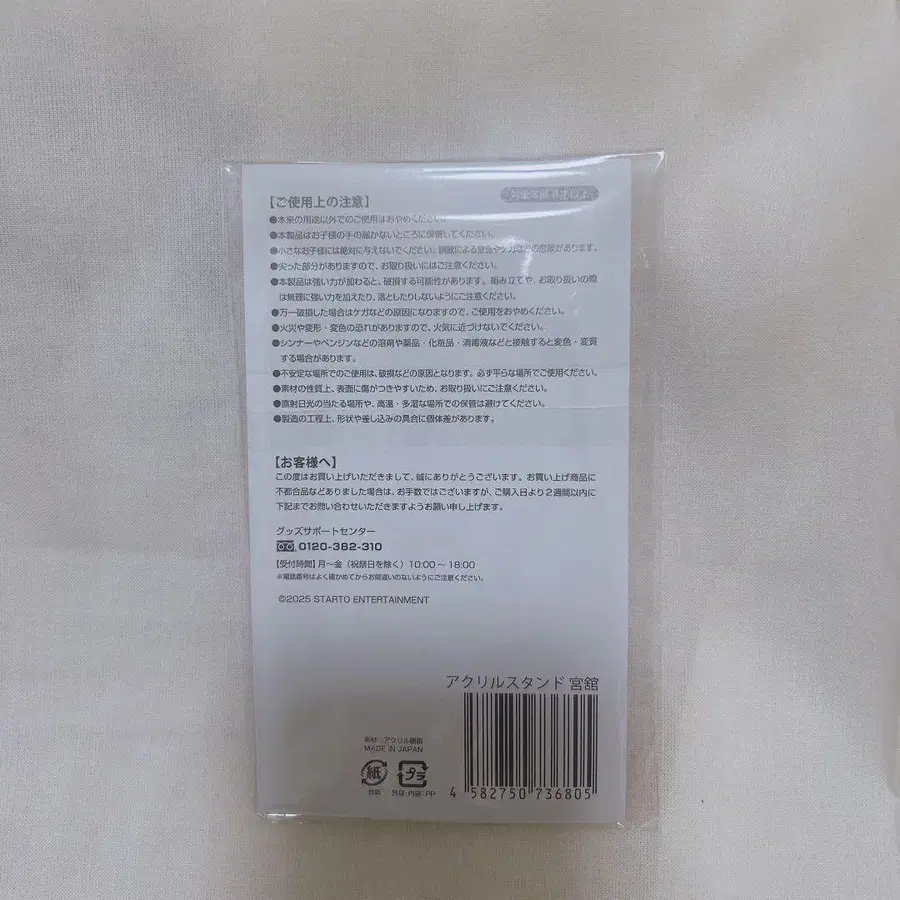 【ご使用上の注意】
対象年齢
●本来の用途以外でのご使用はおやめください。
●本製品はお子様の手の届かないところに保管してください。
●小さなお子様には絶対に与えないでください。誤飲による窒息やケガなどの危険があります。
●尖った部分がありますので、お取り扱いにはご注意ください。
●本製品は強い力が加わると、破損する可能性があります。組み立てや、お取り扱いの際
は無理に強い力を加えたり、落としたりしないようにご注意ください。
●万一破損した場合はケガなどの原因になりますので、ご使用をおやめください。
●火災や変形・変色の恐れがありますので、火気に近づけないでください。
●シンナーやベンジンなどの溶剤や薬品・化粧品・消毒液などと接触すると変色・変質
する場合があります。
●不安定な場所でのご使用は、破損などの原因となります。必ず平らな場所でご使用ください。
●素材の性質上、表面に傷がつきやすいため、お取り扱いにご注意ください。
●直射日光の当たる場所や、高温・多湿な場所での保管は避けてください。
●製造の工程上、形状や差し込みの具合に個体差があります。
【お客様へ】
この度はお買い上げいただきまして、誠にありがとうございます。お買い上げ商品に
不都合品などありました場合は、お手数ではございますが、ご購入日より2週間以内に
下記までお問い合わせいただきますようお願い申し上げます。
グッズサポートセンター
0120-382-310
【受付時間】月～金（祝祭日を除く）10:00～18:00
※電話番号はよく確かめてからお間違いのないようにご注意ください。
©2025 STARTO ENTERTAINMENT
アクリルスタンド 宮舘
素材：アクリル樹脂
MADE IN JAPAN
紙
プラ
台紙
外袋・内袋：PP
4 582750 736805